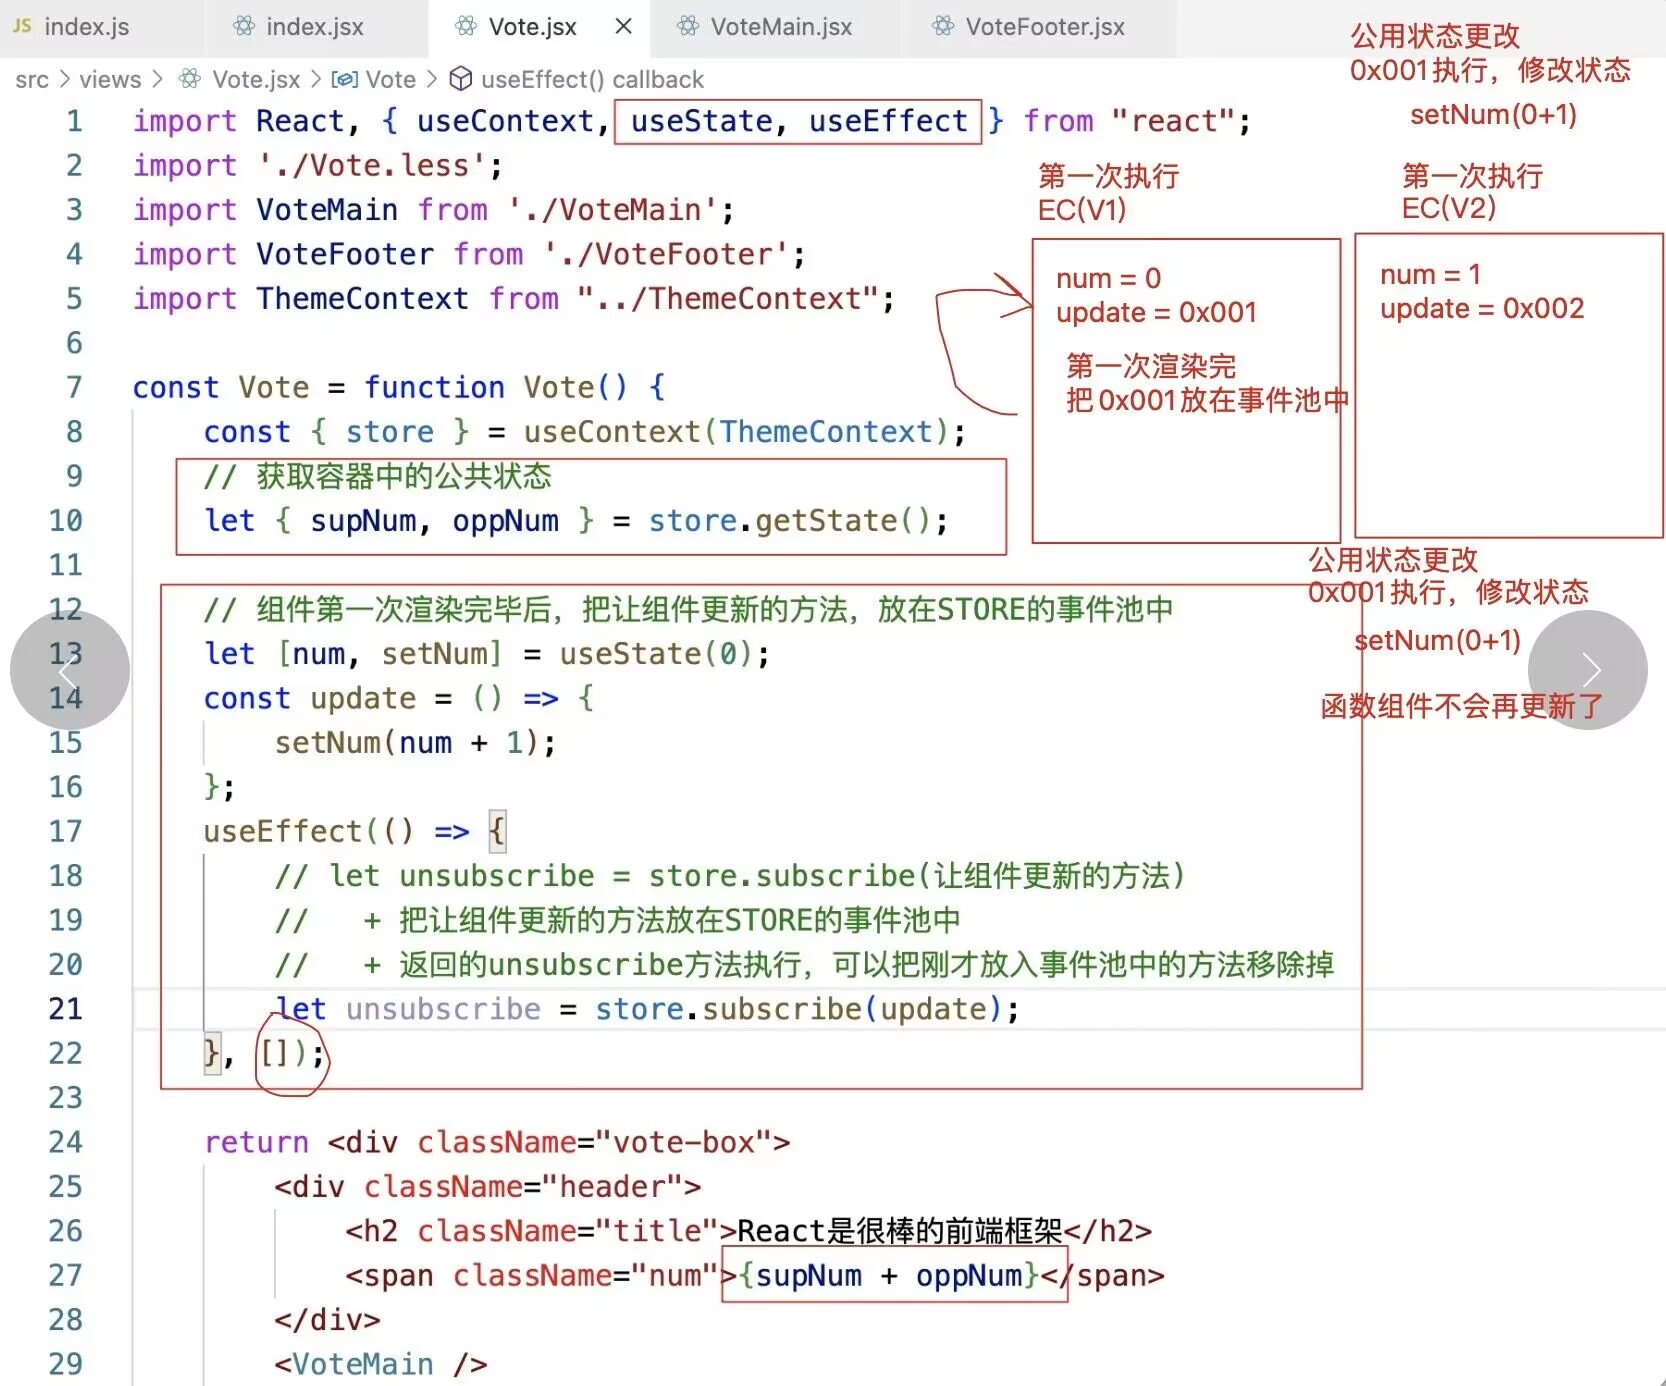 JS index.js index.jsx Vote.jsx VoteMain.jsx VoteFooter.jsx
src > views > Vote.jsx > Vote > useEffect() callback
1 import React, { useContext, useState, useEffect } from "react";
2 import './Vote.less';
3 import VoteMain from './VoteMain';
4 import VoteFooter from './VoteFooter';
5 import ThemeContext from "../ThemeContext";
6
7 const Vote = function Vote() {
8 const { store } = useContext(ThemeContext);
9 // 获取容器中的公共状态
10 let { supNum, oppNum } = store.getState();
11
12 // 组件第一次渲染完毕后，把让组件更新的方法，放在STORE的事件池中
13 let [num, setNum] = useState(0);
14 const update = () => {
15 setNum(num + 1);
16 };
17 useEffect(() => {
18 // let unsubscribe = store.subscribe(让组件更新的方法)
19 //   + 把让组件更新的方法放在STORE的事件池中
20 //   + 返回的unsubscribe方法执行，可以把刚才放入事件池中的方法移除掉
21 let unsubscribe = store.subscribe(update);
22 }, []);
23
24 return <div className="vote-box">
25 <div className="header">
26 <h2 className="title">React是很棒的前端框架</h2>
27 <span className="num">{supNum + oppNum}</span>
28 </div>
29 <VoteMain />
公用状态更改
0x001执行，修改状态
setNum(0+1)
第一次执行
EC(V1)
num = 0
update = 0x001
第一次渲染完
把0x001放在事件池中
第一次执行
EC(V2)
num = 1
update = 0x002
公用状态更改
0x001执行，修改状态
setNum(0+1)
函数组件不会再更新了